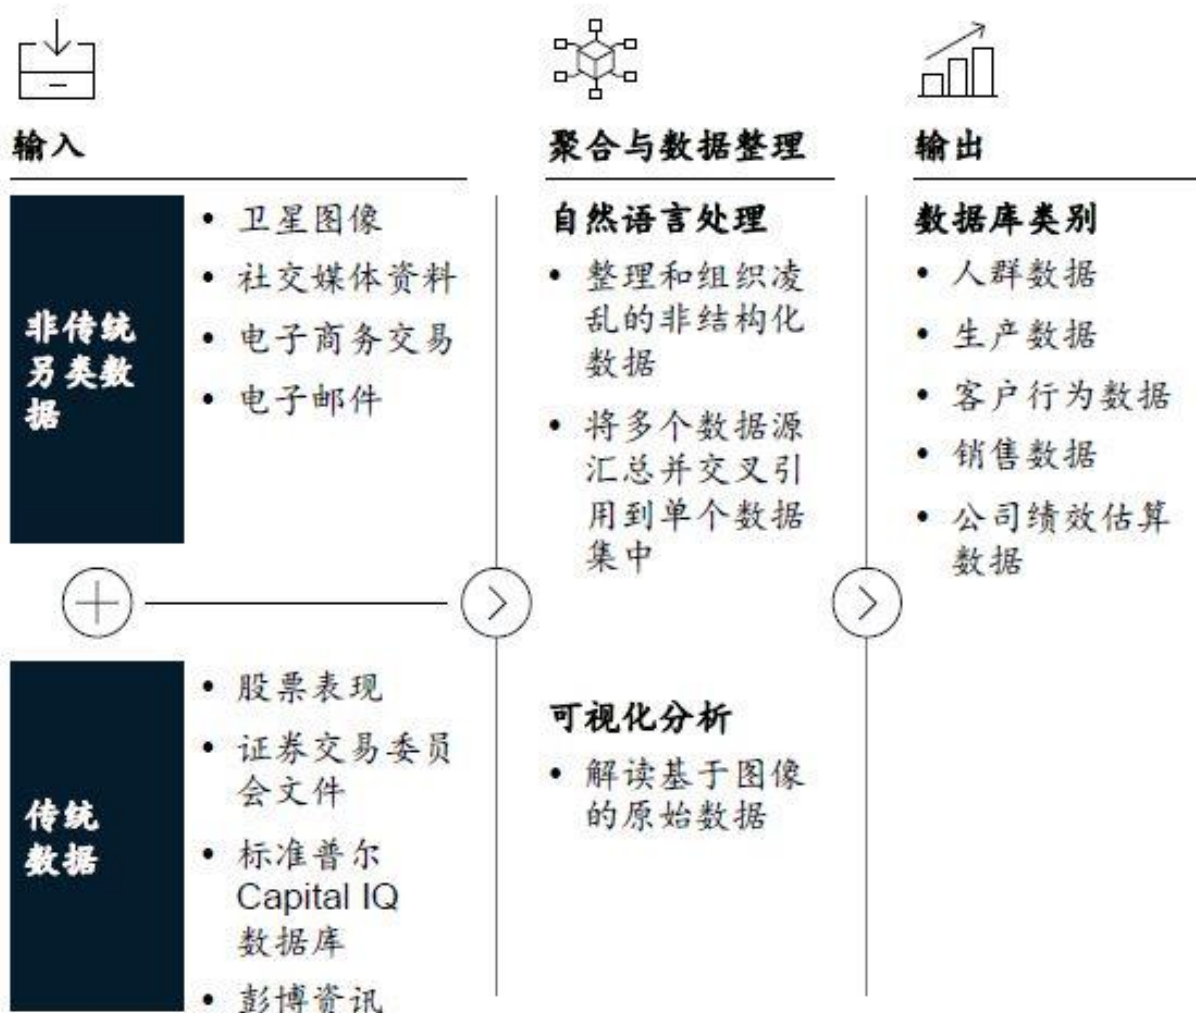 输入
非传统
另类数
据
• 卫星图像
• 社交媒体资料
• 电子商务交易
• 电子邮件
传统
数据
• 股票表现
• 证券交易委员
会文件
• 标准普尔
Capital IQ
数据库
• 彭博资讯
聚合与数据整理
自然语言处理
• 整理和组织凌
乱的非结构化
数据
• 将多个数据源
汇总并交叉引
用到单个数据
集中
可视化分析
• 解读基于图像
的原始数据
输出
数据库类别
• 人群数据
• 生产数据
• 客户行为数据
• 销售数据
• 公司绩效估算
数据